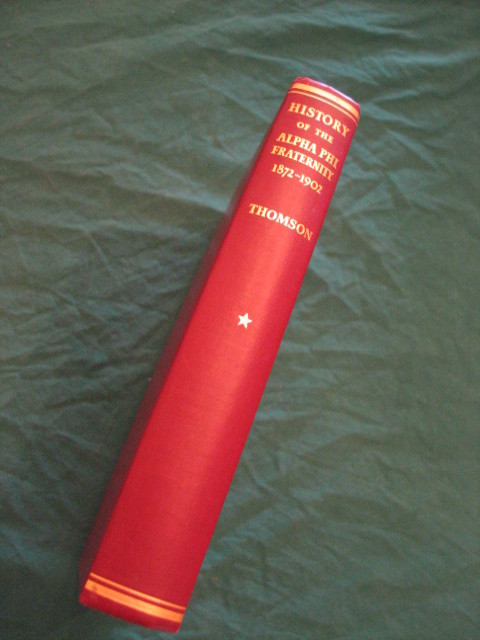 HISTORY
OF THE
ALPHA PHI
FRATERNITY
1872-1902
THOMSON